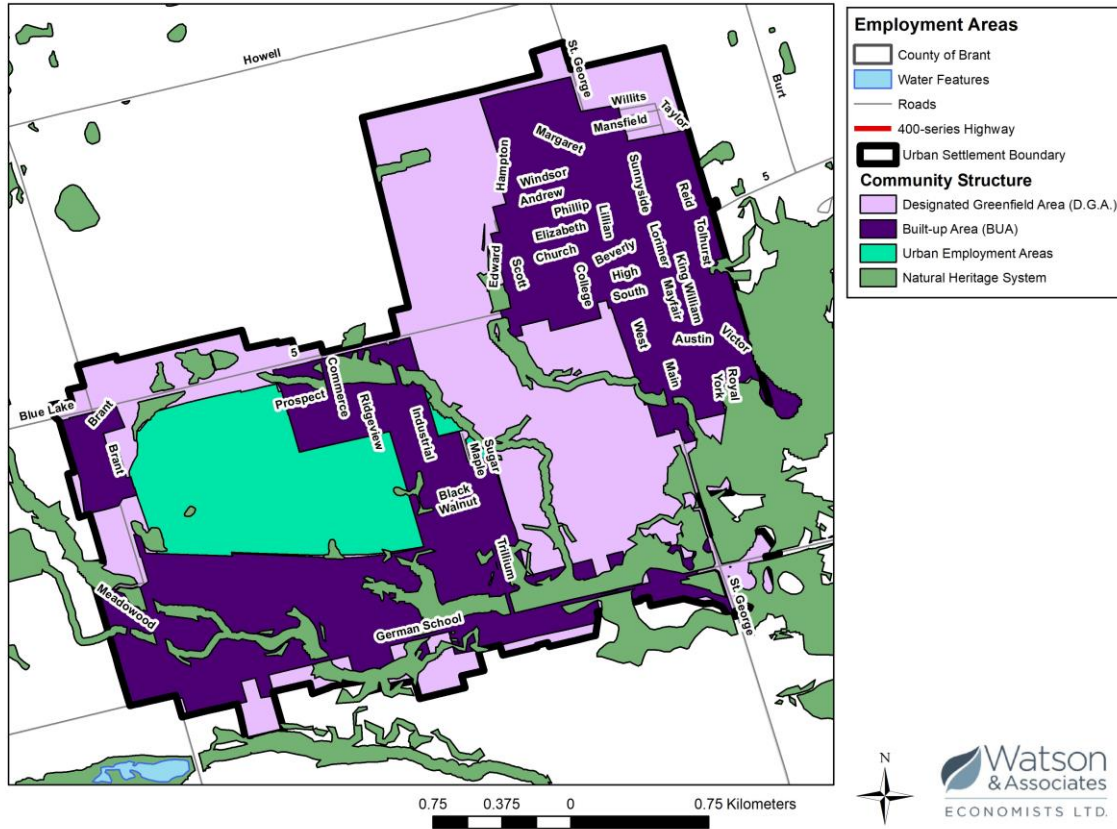 Howell
St. George
Burt
Willits
Taylor
Mansfield
Margaret
Hampton
Windsor
Andrew
Sunnyside
Reid
5
Phillip
Lillian
Elizabeth
Tolhurst
Church
Beverly
Lorimer
Edward
Scott
College
High
King William
South
Mayfair
West
Austin
Victor
5
Commerce
Main
Royal
York
Prospect
Ridgeview
Blue Lake
Brant
Industrial
Brant
Sugar
Maple
Black
Walnut
Trillium
Meadowood
St. George
German School
Employment Areas
County of Brant
Water Features
Roads
400-series Highway
Urban Settlement Boundary
Community Structure
Designated Greenfield Area (D.G.A.)
Built-up Area (BUA)
Urban Employment Areas
Natural Heritage System
0.75 0.375 0 0.75 Kilometers
N
Watson
& Associates
ECONOMISTS LTD.